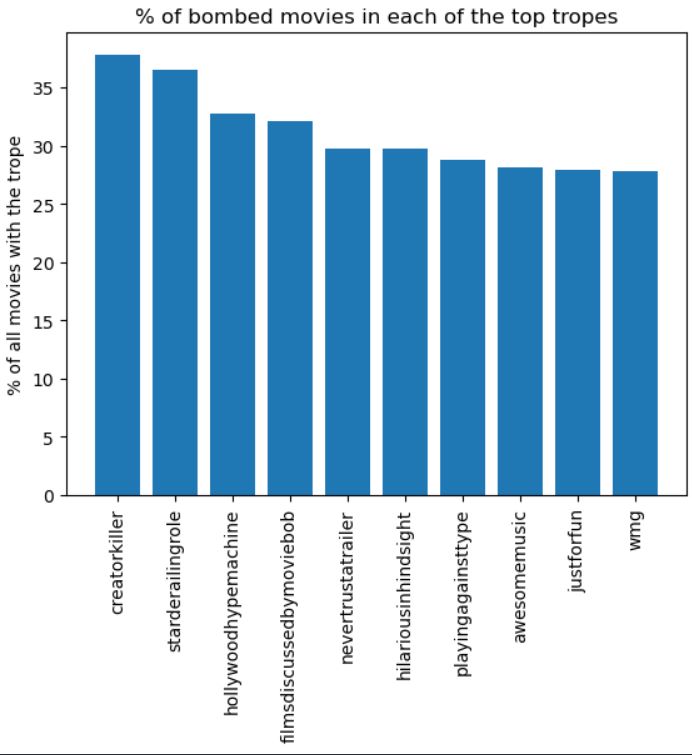 % of bombed movies in each of the top tropes
% of all movies with the trope
35
30
25
20
15
10
5
0
creatorkiller
starderailingrole
hollywoodhypemachine
filmsdiscussedbymoviebob
nevertrustatrailer
hilariousinhindsight
playingagainsttype
awesomemusic
justforfun
wmg